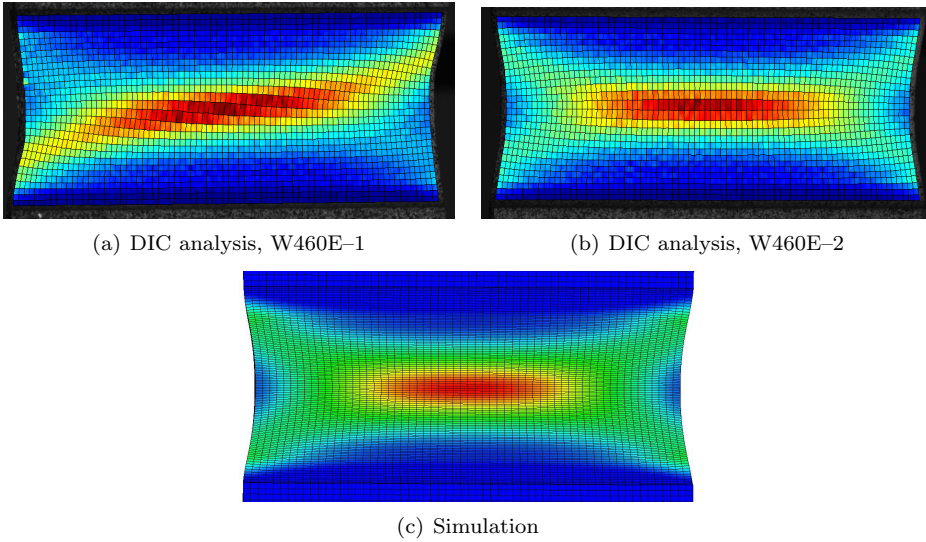 (a) DIC analysis, W460E–1
(b) DIC analysis, W460E–2
(c) Simulation